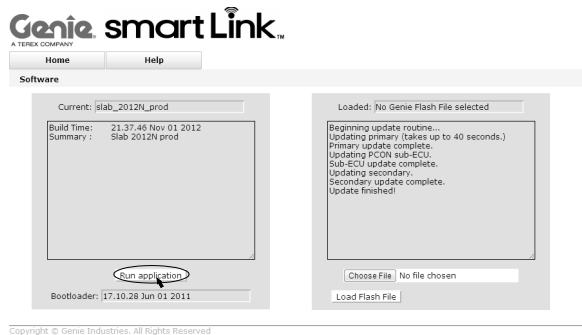 Genie smart Link™
A TEREX COMPANY
Home Help
Software
Current: slab_2012N_prod
Build Time: 21.37.46 Nov 01 2012
Summary : Slab 2012N prod
Run application
Bootloader: 17.10.28 Jun 01 2011
Loaded: No Genie Flash File selected
Beginning update routine...
Updating primary (takes up to 40 seconds.)
Primary update complete.
Updating PCON sub-ECU.
Sub-ECU update complete.
Updating secondary.
Secondary update complete.
Update finished!
Choose File No file chosen
Load Flash File
Copyright © Genie Industries. All Rights Reserved